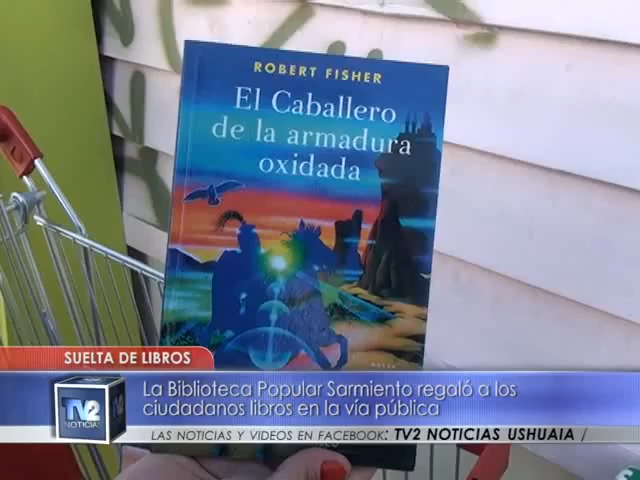 ROBERT FISHER
El Caballero
de la armadura
oxidada
SUELTA DE LIBROS
La Biblioteca Popular Sarmiento regaló a los
ciudadanos libros en la vía pública
TV2
NOTICIAS
LAS NOTICIAS Y VIDEOS EN FACEBOOK: TV2 NOTICIAS USHUAIA /